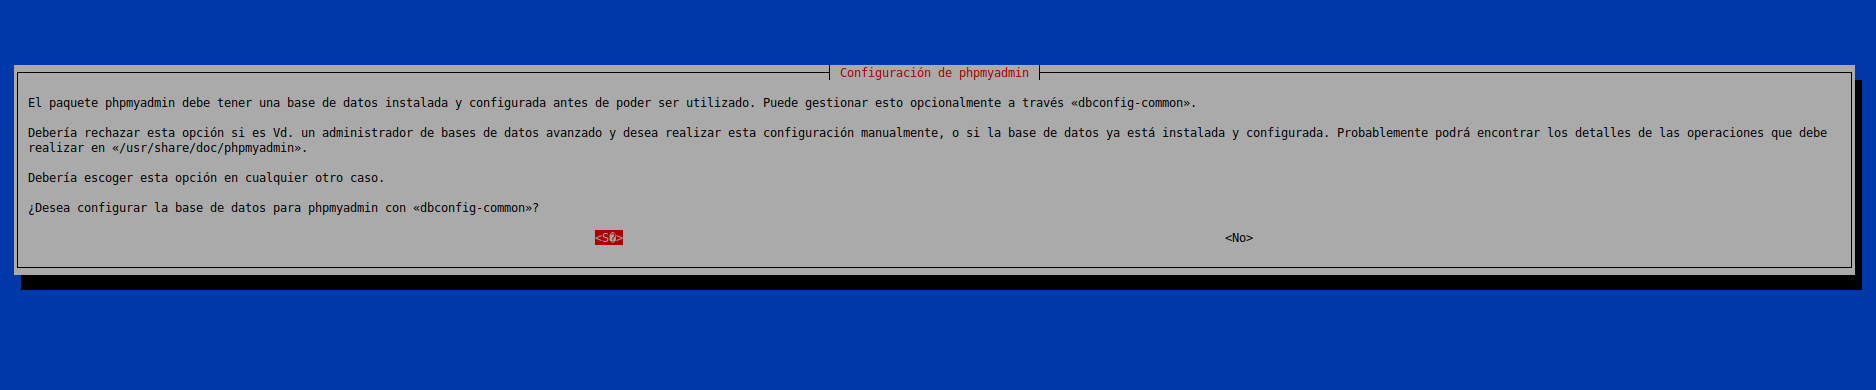 Configuración de phpmyadmin
El paquete phpmyadmin debe tener una base de datos instalada y configurada antes de poder ser utilizado. Puede gestionar esto opcionalmente a través «dbconfig-common».
Debería rechazar esta opción si es Vd. un administrador de bases de datos avanzado y desea realizar esta configuración manualmente, o si la base de datos ya está instalada y configurada. Probablemente podrá encontrar los detalles de las operaciones que debe
realizar en «/usr/share/doc/phpmyadmin».
Debería escoger esta opción en cualquier otro caso.
¿Desea configurar la base de datos para phpmyadmin con «dbconfig-common»?
<S�> <No>